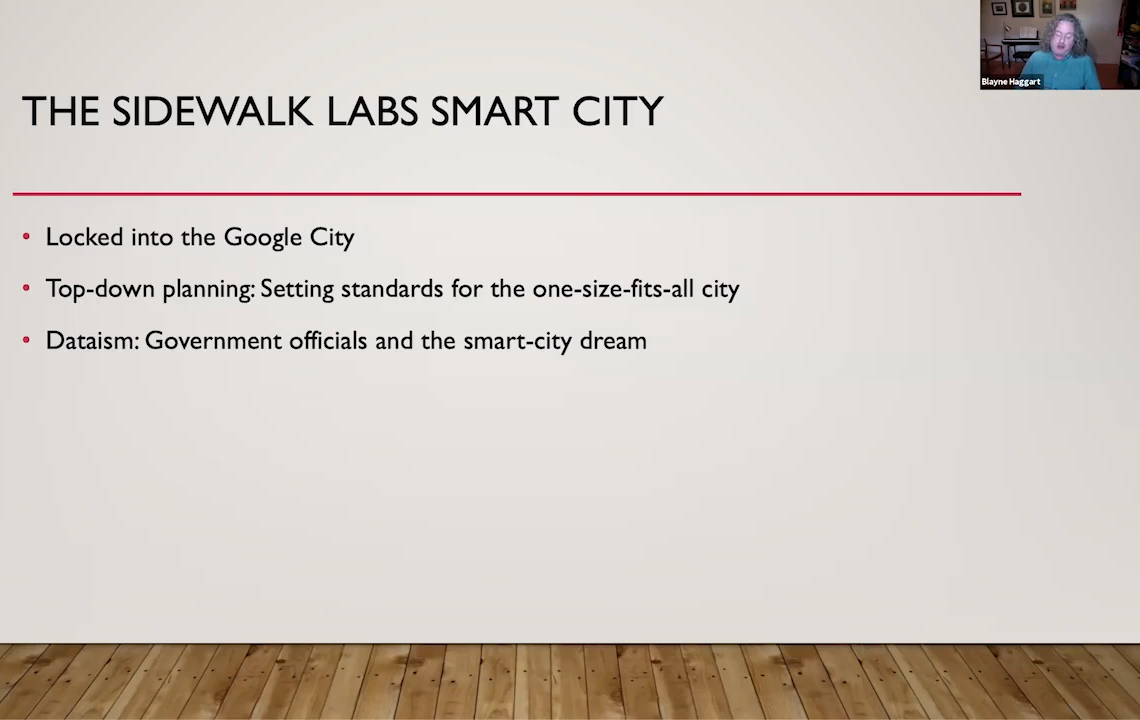 Blayne Haggart
THE SIDEWALK LABS SMART CITY
• Locked into the Google City
• Top-down planning: Setting standards for the one-size-fits-all city
• Dataism: Government officials and the smart-city dream